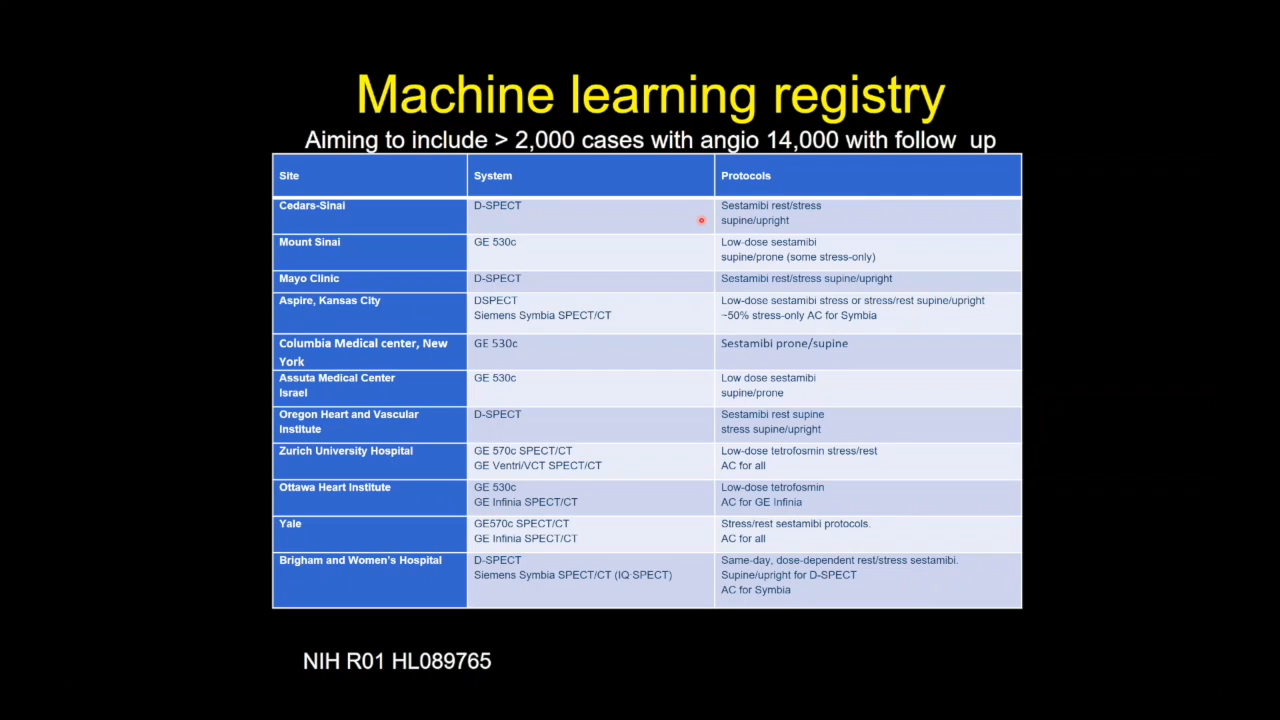 Machine learning registry
Aiming to include > 2,000 cases with angio 14,000 with follow up
Site System Protocols
Cedars-Sinai D-SPECT Sestamibi rest/stress
supine/upright
Mount Sinai GE 530c Low-dose sestamibi
supine/prone (some stress-only)
Mayo Clinic D-SPECT Sestamibi rest/stress supine/upright
Aspire, Kansas City DSPECT Low-dose sestamibi stress or stress/rest supine/upright
Siemens Symbia SPECT/CT ~50% stress-only AC for Symbia
Columbia Medical center, New GE 530c Sestamibi prone/supine
York
Assuta Medical Center GE 530c Low dose sestamibi
Israel supine/prone
Oregon Heart and Vascular D-SPECT Sestamibi rest supine
Institute stress supine/upright
Zurich University Hospital GE 570c SPECT/CT Low-dose tetrofosmin stress/rest
GE Ventri/VCT SPECT/CT AC for all
Ottawa Heart Institute GE 530c Low-dose tetrofosmin
GE Infinia SPECT/CT AC for GE Infinia
Yale GE570c SPECT/CT Stress/rest sestamibi protocols.
GE Infinia SPECT/CT AC for all
Brigham and Women's Hospital D-SPECT Same-day, dose-dependent rest/stress sestamibi.
Siemens Symbia SPECT/CT (IQ SPECT) Supine/upright for D-SPECT
AC for Symbia
NIH R01 HL089765